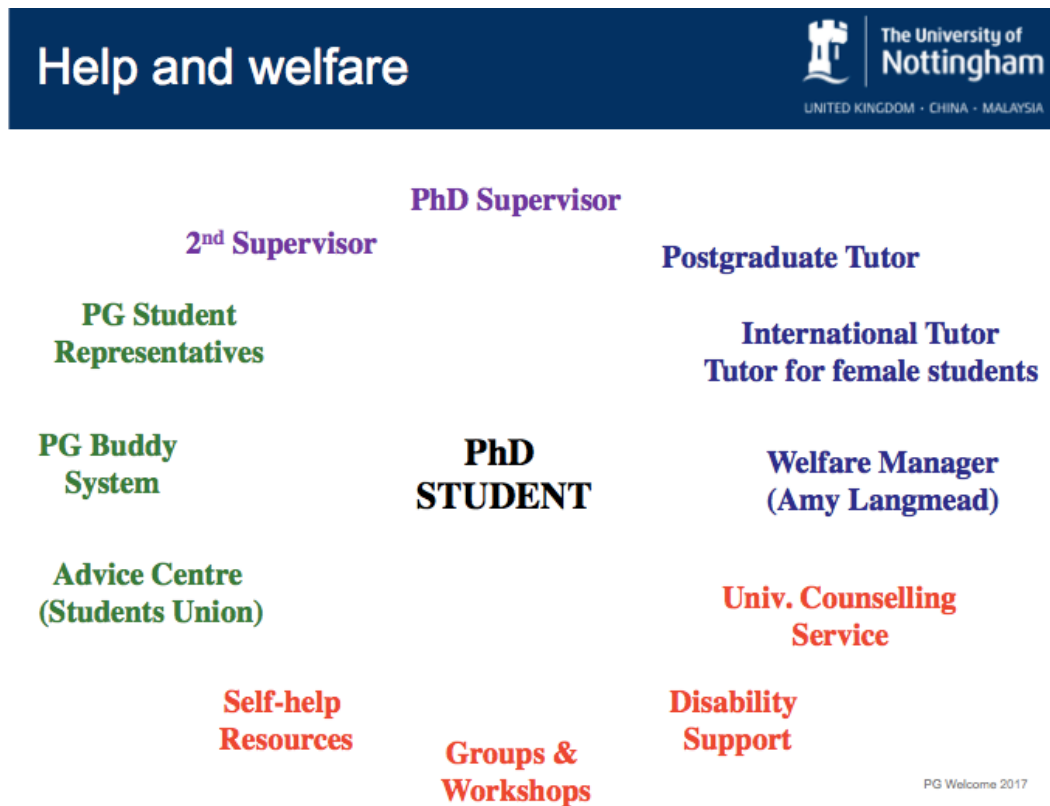 Help and welfare
The University of
Nottingham
UNITED KINGDOM · CHINA · MALAYSIA
PhD Supervisor
2nd Supervisor
Postgraduate Tutor
PG Student
Representatives
International Tutor
Tutor for female students
PG Buddy
System
PhD
STUDENT
Welfare Manager
(Amy Langmead)
Advice Centre
(Students Union)
Univ. Counselling
Service
Self-help
Resources
Disability
Support
Groups &
Workshops
PG Welcome 2017